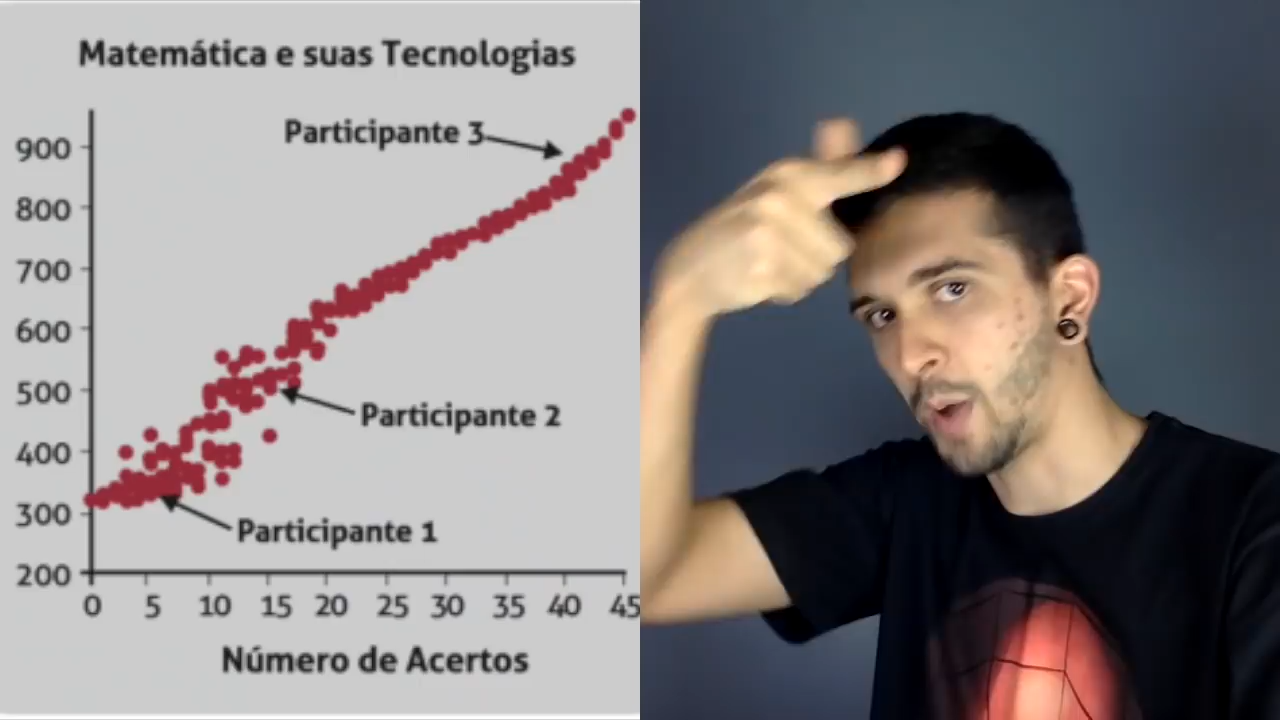 Matemática e suas Tecnologias
Participante 3
900
800
700
600
500
400
300
200
Participante 2
Participante 1
0 5 10 15 20 25 30 35 40 45
Número de Acertos